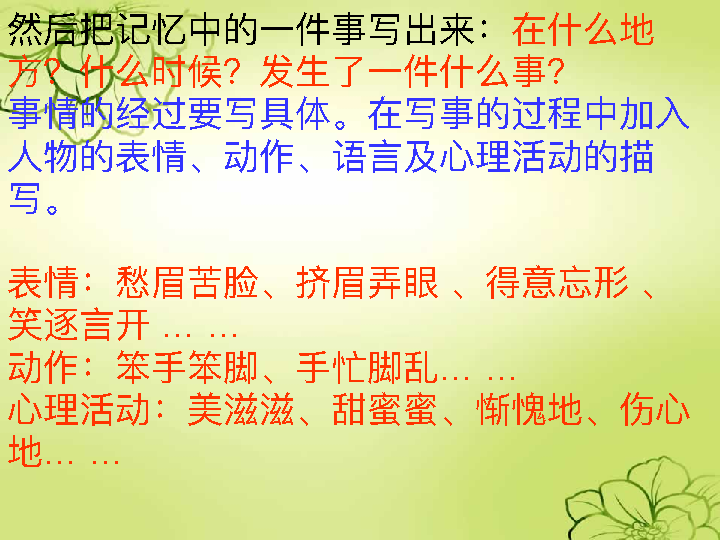 然后把记忆中的一件事写出来：在什么地
方？什么时候？发生了一件什么事？
事情的经过要写具体。在写事的过程中加入
人物的表情、动作、语言及心理活动的描
写。
表情：愁眉苦脸、挤眉弄眼 、得意忘形 、
笑逐言开 … …
动作：笨手笨脚、手忙脚乱… …
心理活动：美滋滋、甜蜜蜜、惭愧地、伤心
地… …